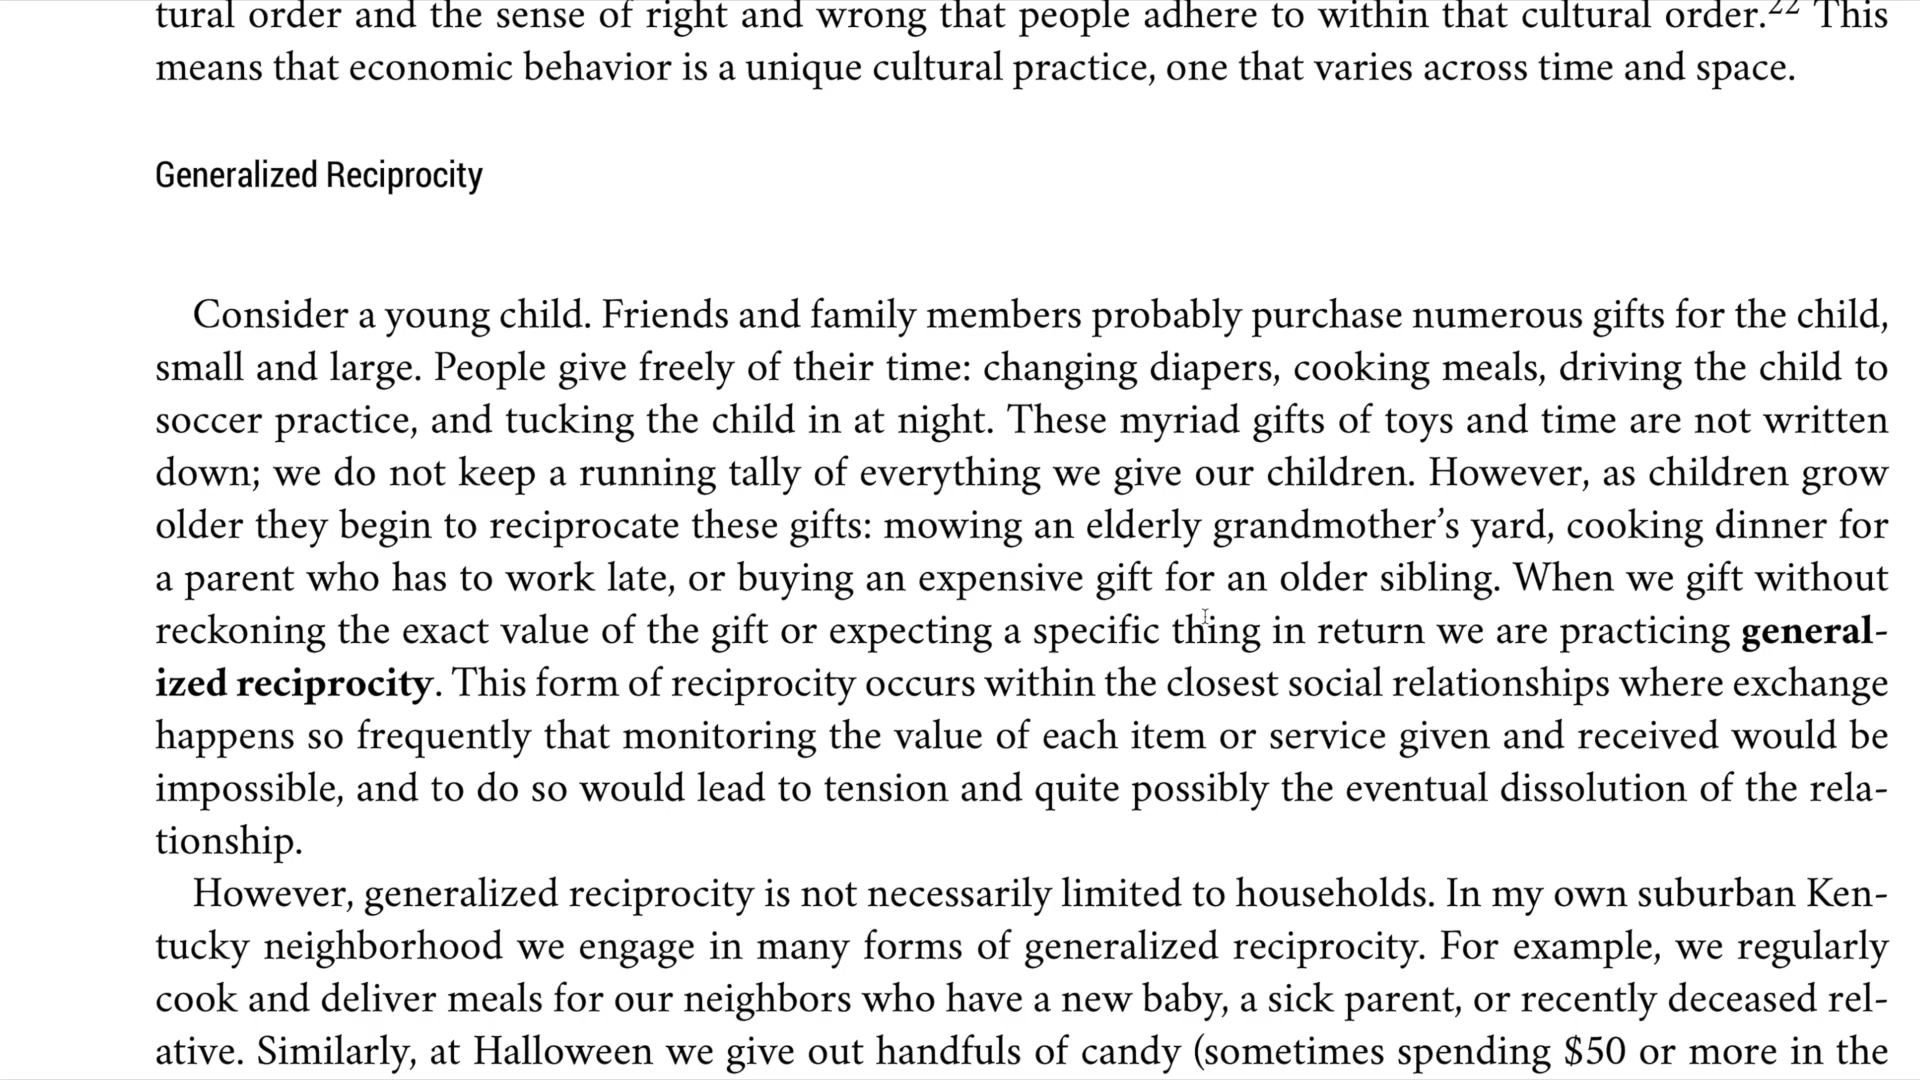 tural order and the sense of right and wrong that people adhere to within that cultural order.22 This
means that economic behavior is a unique cultural practice, one that varies across time and space.
Generalized Reciprocity
Consider a young child. Friends and family members probably purchase numerous gifts for the child,
small and large. People give freely of their time: changing diapers, cooking meals, driving the child to
soccer practice, and tucking the child in at night. These myriad gifts of toys and time are not written
down; we do not keep a running tally of everything we give our children. However, as children grow
older they begin to reciprocate these gifts: mowing an elderly grandmother’s yard, cooking dinner for
a parent who has to work late, or buying an expensive gift for an older sibling. When we gift without
reckoning the exact value of the gift or expecting a specific thing in return we are practicing general-
ized reciprocity. This form of reciprocity occurs within the closest social relationships where exchange
happens so frequently that monitoring the value of each item or service given and received would be
impossible, and to do so would lead to tension and quite possibly the eventual dissolution of the rela-
tionship.
However, generalized reciprocity is not necessarily limited to households. In my own suburban Ken-
tucky neighborhood we engage in many forms of generalized reciprocity. For example, we regularly
cook and deliver meals for our neighbors who have a new baby, a sick parent, or recently deceased rel-
ative. Similarly, at Halloween we give out handfuls of candy (sometimes spending $50 or more in the